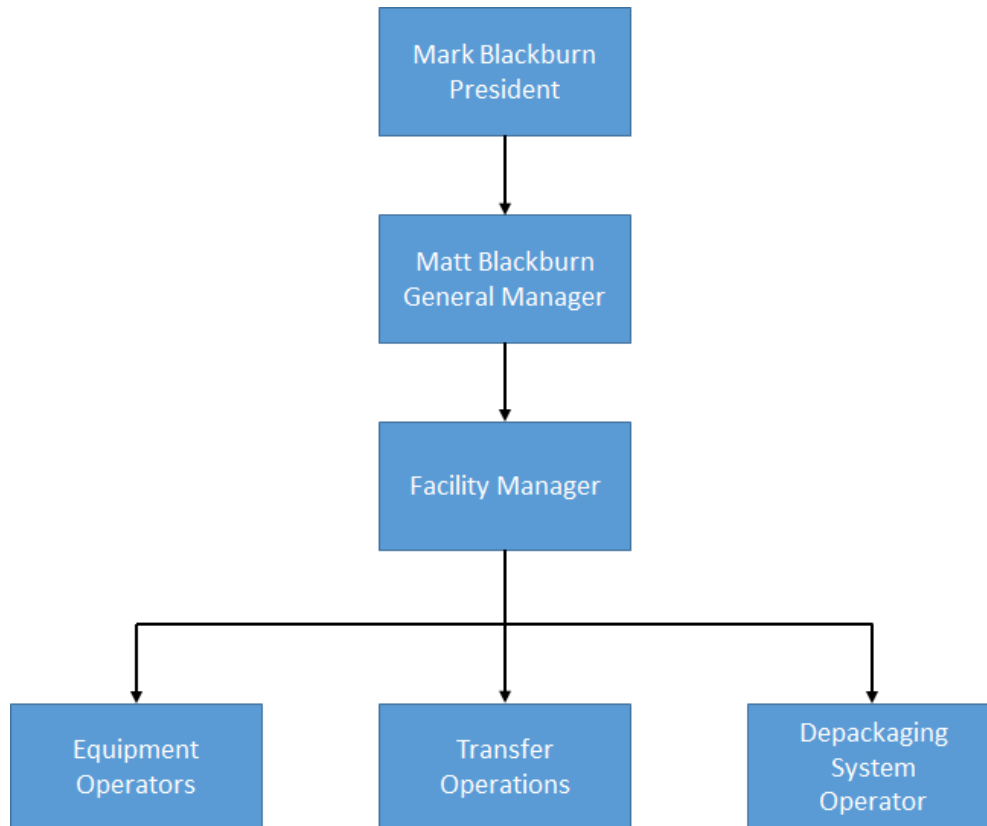 Mark Blackburn
President
Matt Blackburn
General Manager
Facility Manager
Equipment
Operators
Transfer
Operations
Depackaging
System
Operator